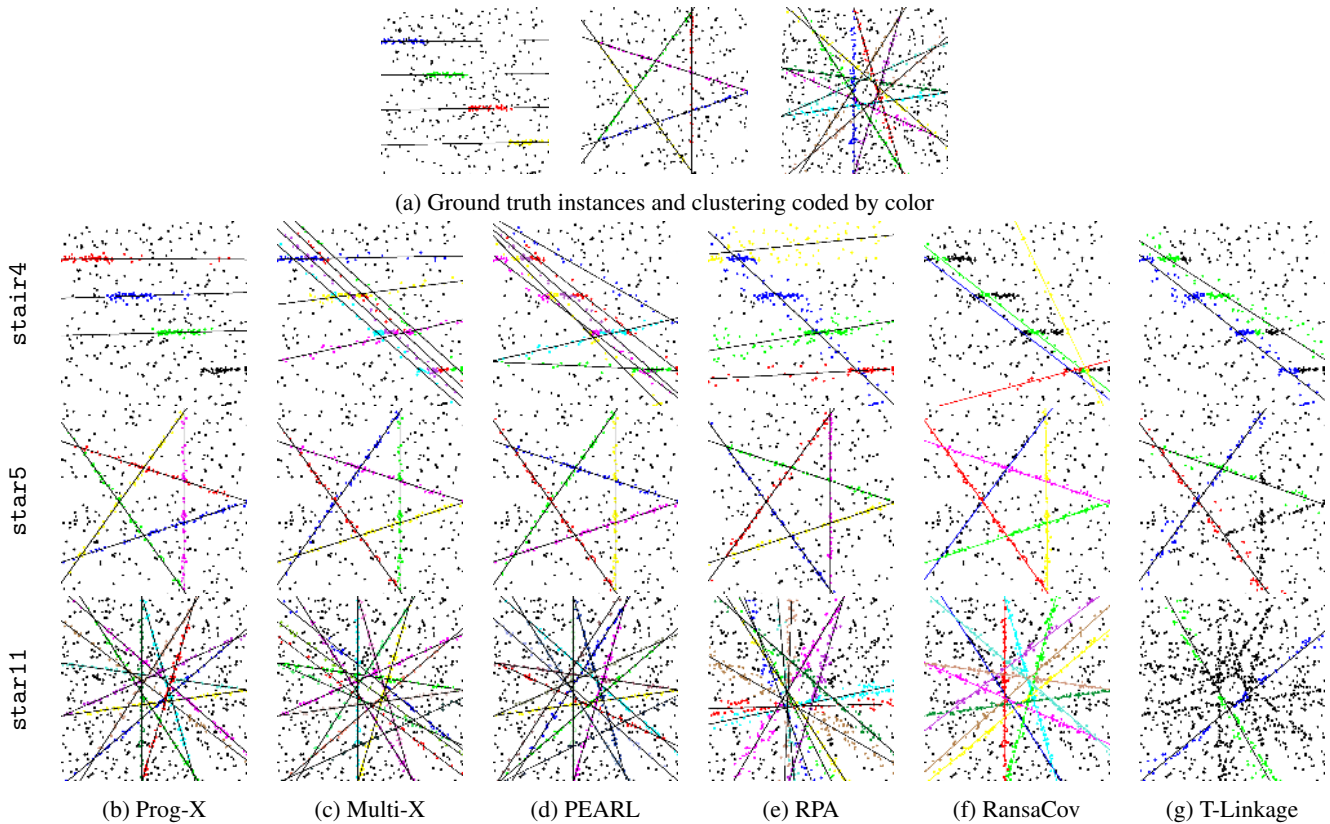 (a) Ground truth instances and clustering coded by color
stair4
star5
star11
(b) Prog-X
(c) Multi-X
(d) PEARL
(e) RPA
(f) RansaCov
(g) T-Linkage